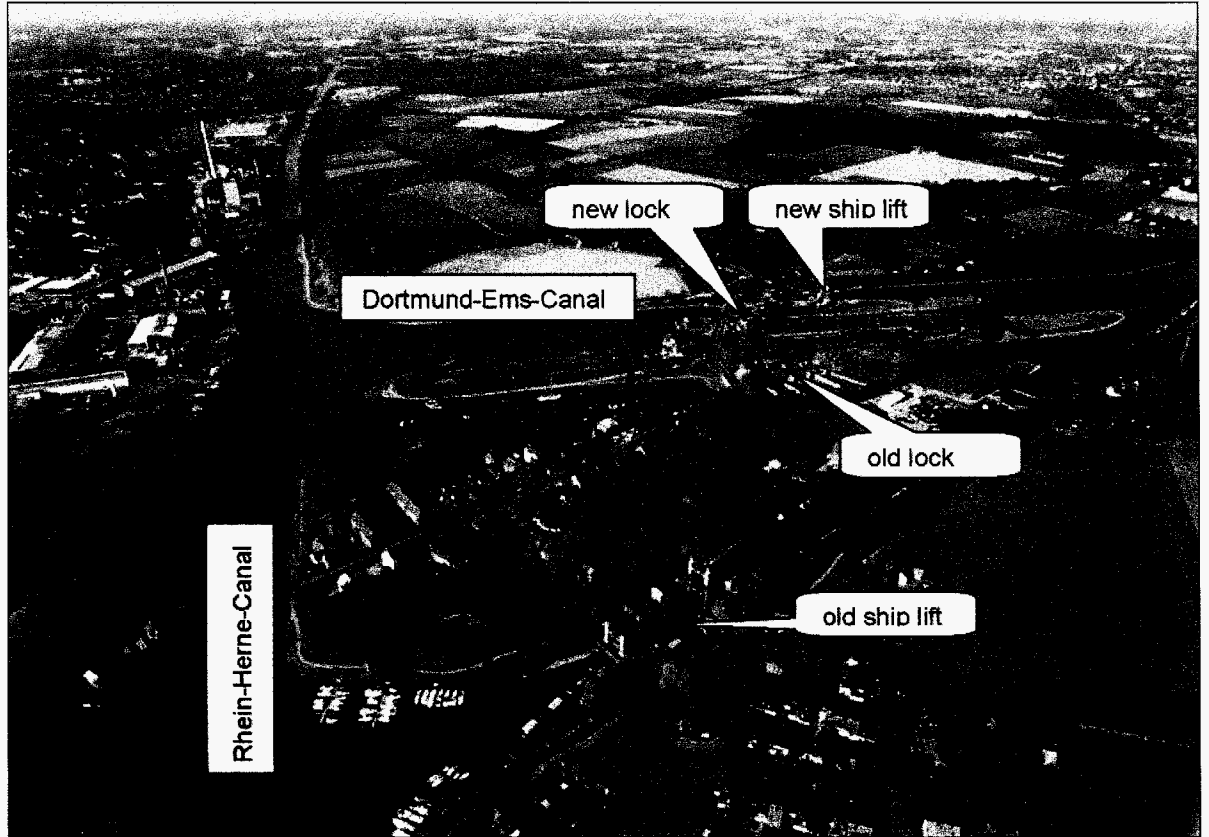 new lock
new ship lift
Dortmund-Ems-Canal
old lock
old ship lift
Rhein-Herne-Canal